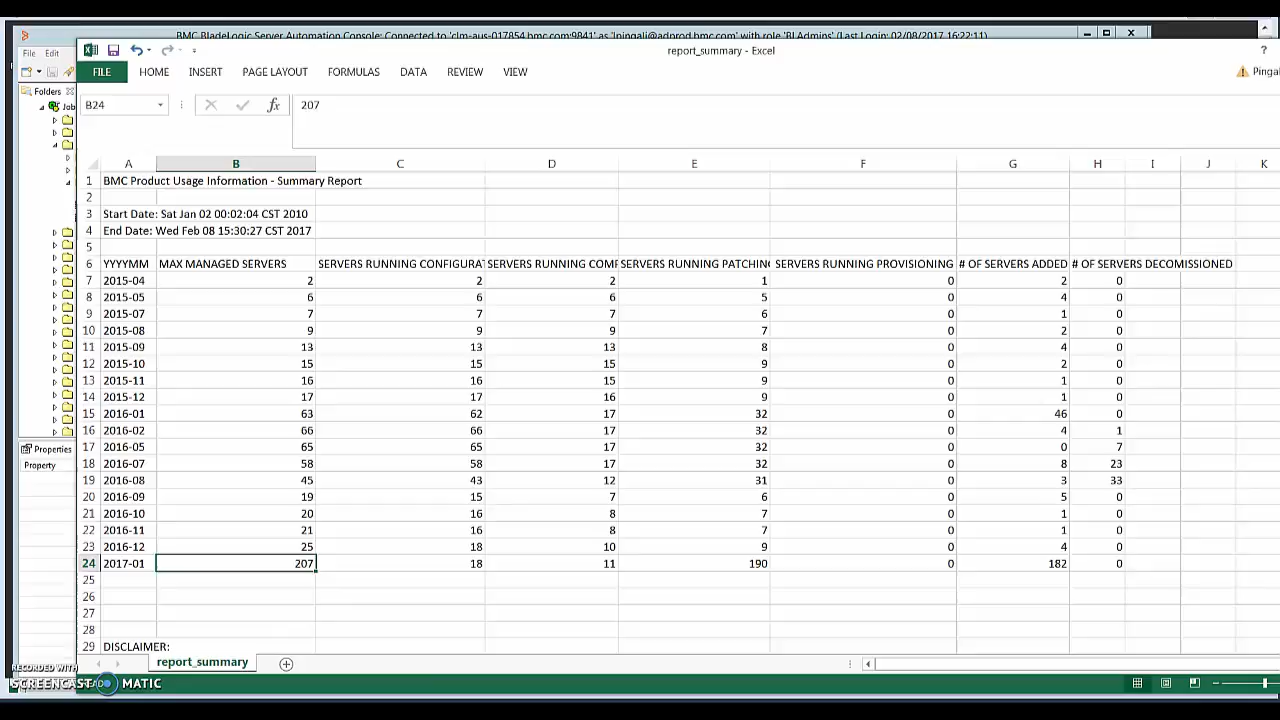 BMC BladeLogic Server Automation Console: Connected to 'clm-aus-017854.bmc.com:9841' as 'lpingali@adprod.bmc.com' with role 'BLAdmins' (Last Login: 02/08/2017 16:22:11)
report_summary - Excel
?
File Edit
FILE HOME INSERT PAGE LAYOUT FORMULAS DATA REVIEW VIEW
Pingal
Folders
Job
B24 fx 207
A B C D E F G H I J K
1 BMC Product Usage Information - Summary Report
2
3 Start Date: Sat Jan 02 00:02:04 CST 2010
4 End Date: Wed Feb 08 15:30:27 CST 2017
5
6 YYYYMM MAX MANAGED SERVERS SERVERS RUNNING CONFIGURAT SERVERS RUNNING COMP SERVERS RUNNING PATCHING SERVERS RUNNING PROVISIONING # OF SERVERS ADDED # OF SERVERS DECOMISSIONED
7 2015-04 2 2 2 1 0 2 0
8 2015-05 6 6 6 5 0 4 0
9 2015-07 7 7 7 6 0 1 0
10 2015-08 9 9 9 7 0 2 0
11 2015-09 13 13 13 8 0 4 0
12 2015-10 15 15 15 9 0 2 0
13 2015-11 16 16 15 9 0 1 0
14 2015-12 17 17 16 9 0 1 0
15 2016-01 63 62 17 32 0 46 0
16 2016-02 66 66 17 32 0 4 1
17 2016-05 65 65 17 32 0 0 7
18 2016-07 58 58 17 32 0 8 23
19 2016-08 45 43 12 31 0 3 33
20 2016-09 19 15 7 6 0 5 0
21 2016-10 20 16 8 7 0 1 0
22 2016-11 21 16 8 7 0 1 0
23 2016-12 25 18 10 9 0 4 0
24 2017-01 207 18 11 190 0 182 0
25
26
27
28
29 DISCLAIMER:
Properties
Property
report_summary
RECORDED WITH
SCREENCAST MATIC